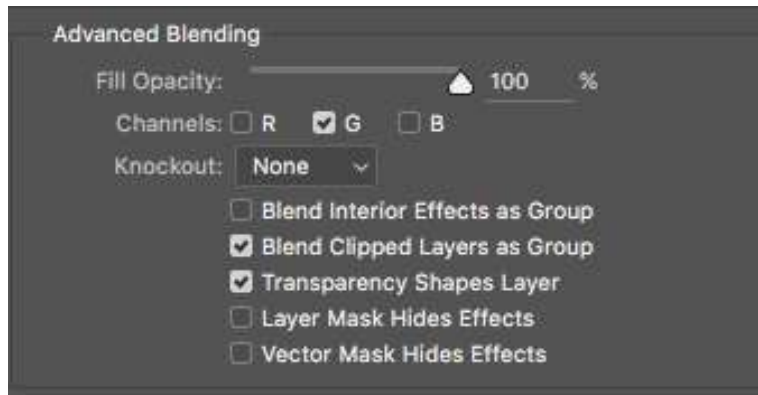 Advanced Blending
Fill Opacity: 100 %
Channels: R G B
Knockout: None
Blend Interior Effects as Group
Blend Clipped Layers as Group
Transparency Shapes Layer
Layer Mask Hides Effects
Vector Mask Hides Effects